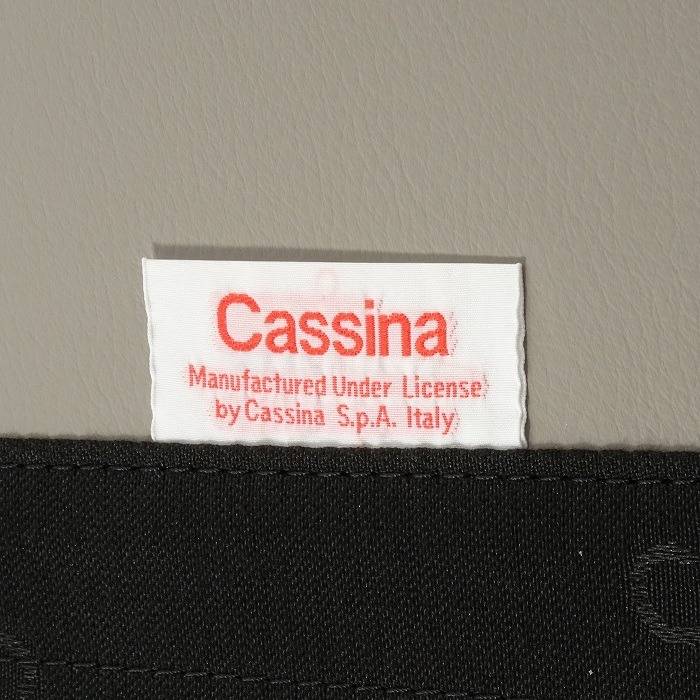 Cassina
Manufactured Under License
by Cassina S.p.A. Italy